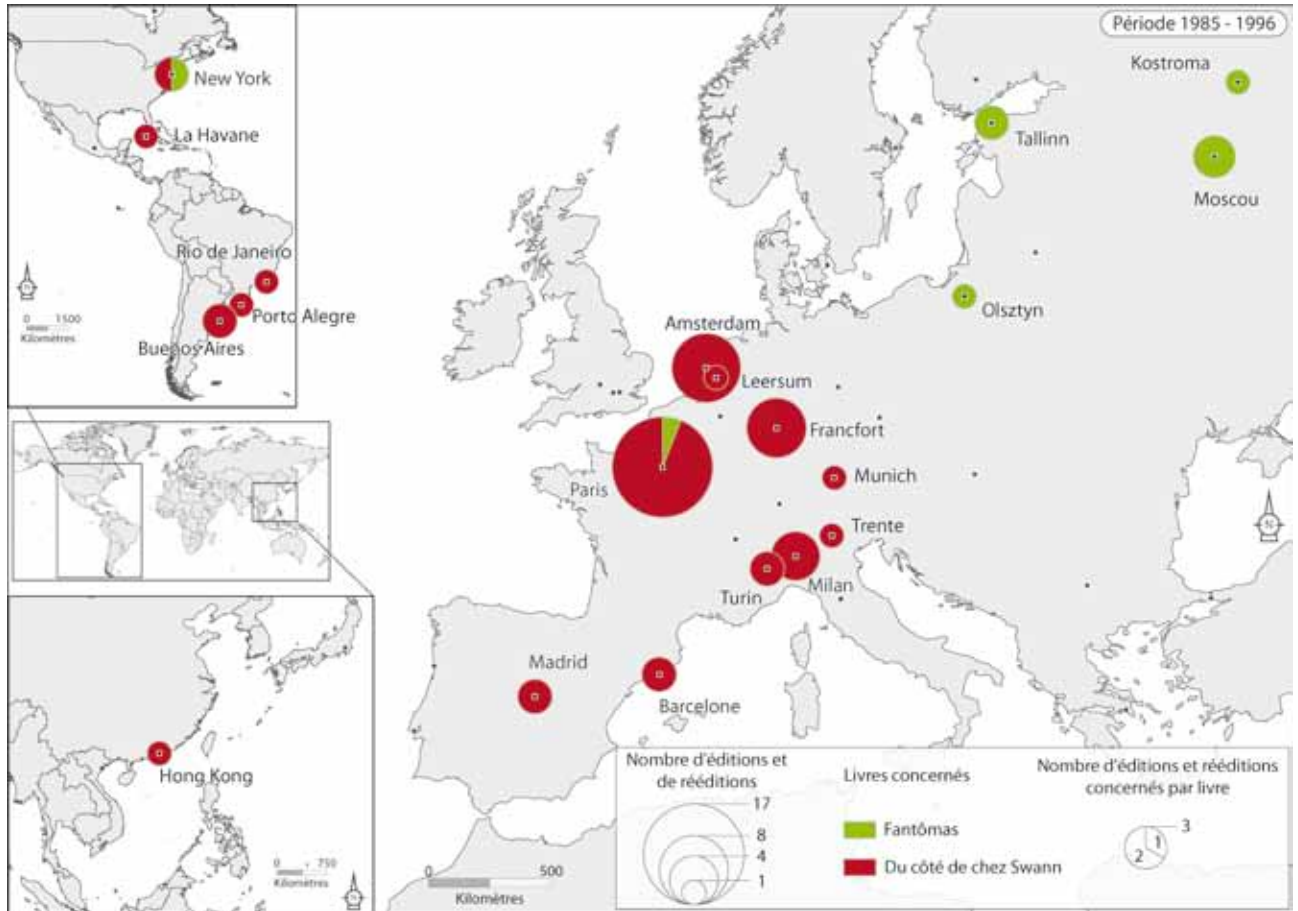 Période 1985 - 1996
New York
La Havane
Rio de Janeiro
Porto Alegre
Buenos Aires
N
0 1500
Kilomètres
Kostroma
Tallinn
Moscou
Olsztyn
Amsterdam
Leersum
Francfort
Paris
Munich
Trente
Turin
Milan
Madrid
Barcelone
N
Hong Kong
0 750
Kilomètres
N
0 500
Kilomètres
Nombre d'éditions et
de rééditions
17
8
4
1
Livres concernés
Fantômas
Du côté de chez Swann
Nombre d'éditions et rééditions
concernés par livre
3
1
2